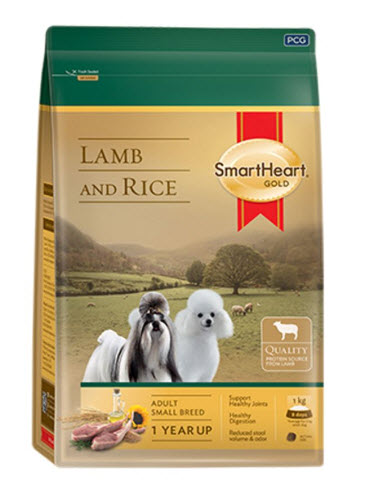 PCG
LAMB
AND RICE
SmartHeart
GOLD
QUALITY
PROTEIN SOURCE
FROM LAMB
ADULT
SMALL BREED
1 YEAR UP
Support
Healthy Joints
Healthy
Digestion
Reduced stool
volume & odor
1 kg